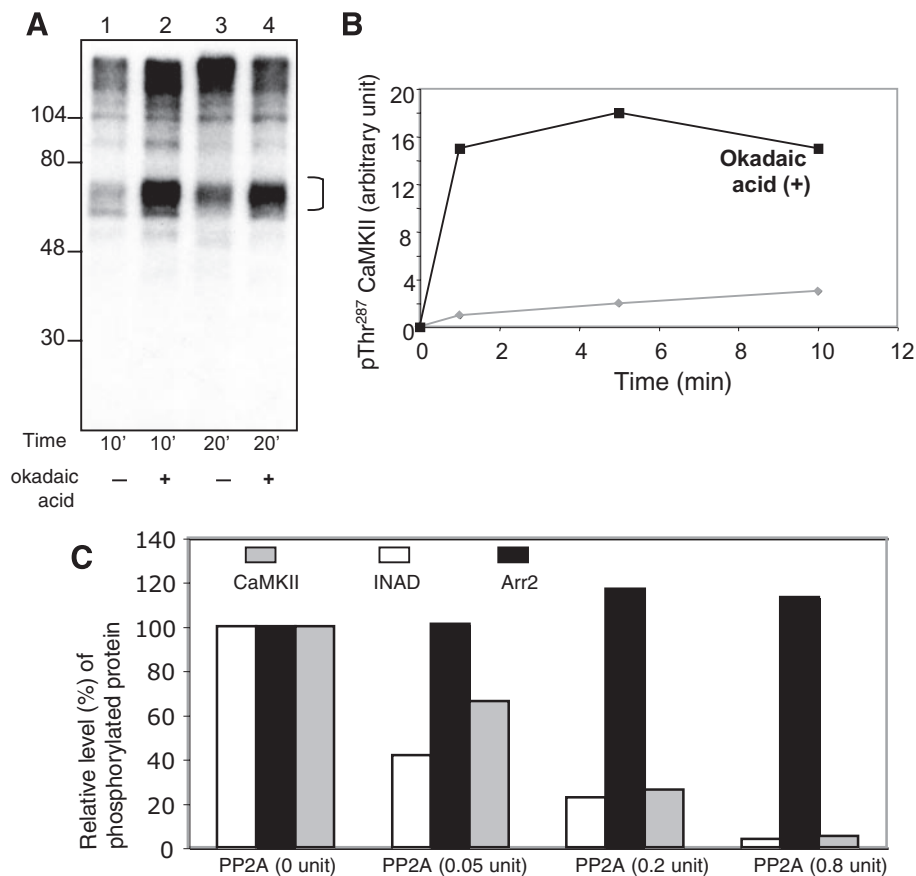 A
1 2 3 4
104
80
48
30
Time 10’ 10’ 20’ 20’
okadaic
acid
– + – +
B
pThr287 CaMKII (arbitrary unit)
20
16
12
8
4
0
Okadaic
acid (+)
0 2 4 6 8 10 12
Time (min)
C
Relative level (%) of
phosphorylated protein
140
120
100
80
60
40
20
0
CaMKII INAD Arr2
PP2A (0 unit) PP2A (0.05 unit) PP2A (0.2 unit) PP2A (0.8 unit)